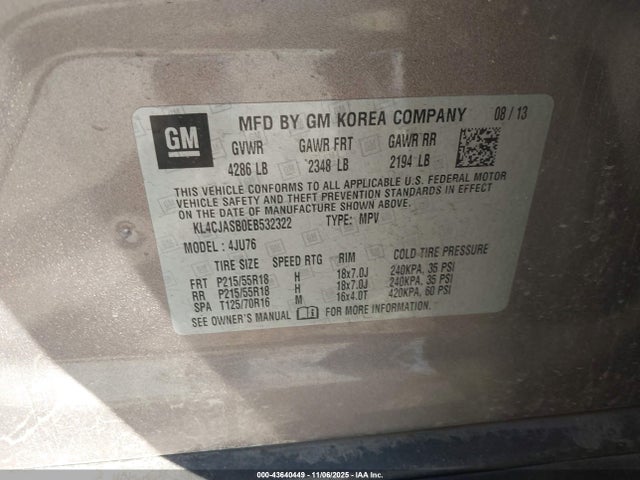 GM
MFD BY GM KOREA COMPANY 08 / 13
GVWR GAWR FRT GAWR RR
4286 LB 2348 LB 2194 LB
THIS VEHICLE CONFORMS TO ALL APPLICABLE U.S. FEDERAL MOTOR
VEHICLE SAFETY AND THEFT PREVENTION STANDARDS IN EFFECT
ON THE DATE OF MANUFACTURE SHOWN ABOVE.
KL4CJASB0EB532322 TYPE: MPV
MODEL : 4JU76
TIRE SIZE SPEED RTG RIM COLD TIRE PRESSURE
FRT P215/55R18 H 18x7.0J 240KPA, 35 PSI
RR P215/55R18 H 18x7.0J 240KPA, 35 PSI
SPA T125/70R16 M 16x4.0T 420KPA, 60 PSI
SEE OWNER'S MANUAL FOR MORE INFORMATION.
000-43640449 - 11/06/2025 - IAA Inc.